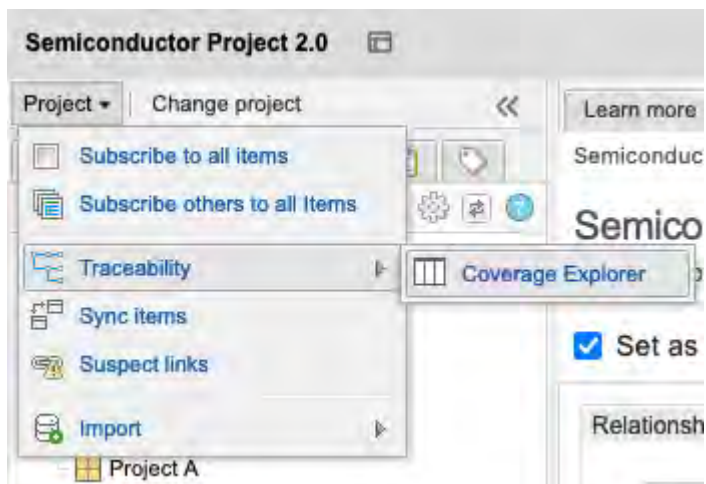 Semiconductor Project 2.0
Project
Change project
Learn more
Subscribe to all items
Semiconduc
Subscribe others to all Items
Semico
Traceability
Coverage Explorer
Sync items
Set as
Suspect links
Import
Relationsh
Project A